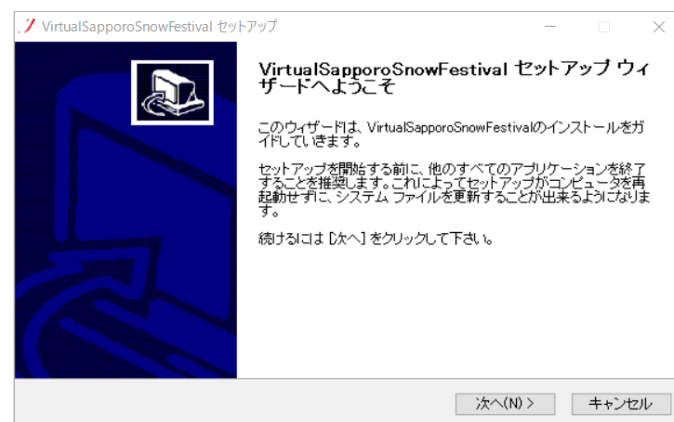 VirtualSapporoSnowFestival セットアップ
VirtualSapporoSnowFestival セットアップ ウィ
ザードへようこそ
このウィザードは、VirtualSapporoSnowFestivalのインストールをガ
イドしていきます。
セットアップを開始する前に、他のすべてのアプリケーションを終了
することを推奨します。これによってセットアップがコンピュータを再
起動せずに、システム ファイルを更新することが出来るようになりま
す。
続けるには [次へ] をクリックして下さい。
次へ(N) >
キャンセル